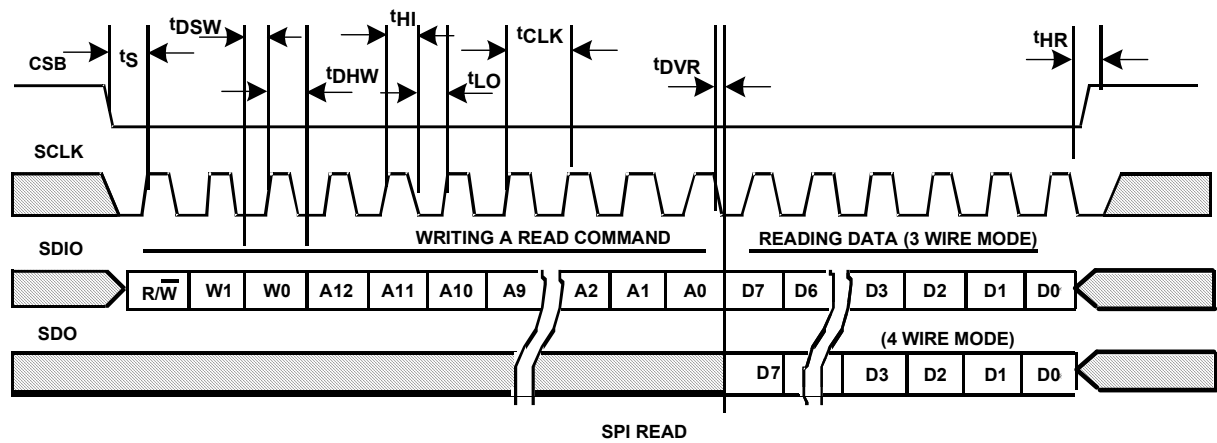 tDSW tHI tCLK tHR
CSB tS tDHW tLO tDVR
SCLK
WRITING A READ COMMAND READING DATA (3 WIRE MODE)
SDIO
R/W̅ W1 W0 A12 A11 A10 A9 A2 A1 A0 D7 D6 D3 D2 D1 D0
SDO (4 WIRE MODE)
D7 D3 D2 D1 D0
SPI READ